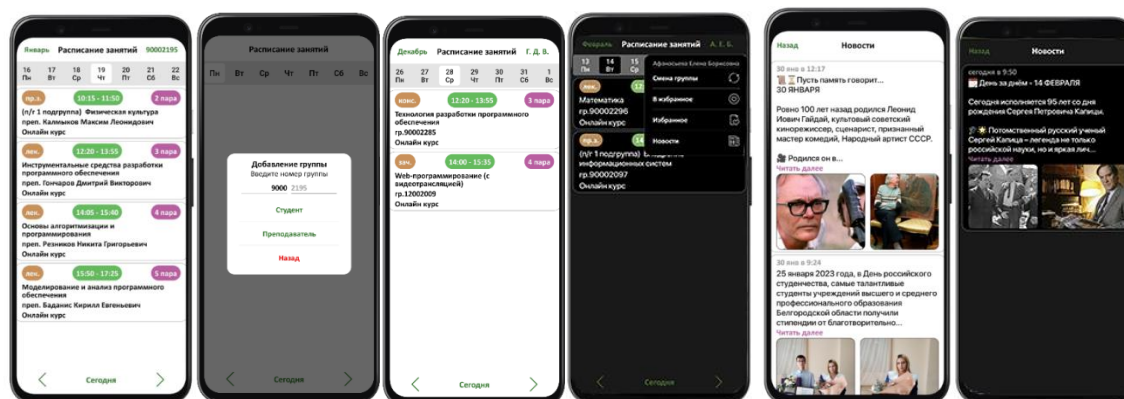 Январь Расписание занятий 90002195
16 17 18 19 20 21 22
Пн Вт Ср Чт Пт Сб Вс
пр.з. 10:15 - 11:50 2 пара
(п/г 1 подгруппа) Физическая культура
преп. Калмыков Максим Леонидович
Онлайн курс
лек. 12:20 - 13:55 3 пара
Инструментальные средства разработки
программного обеспечения
преп. Гончаров Дмитрий Викторович
Онлайн курс
лек. 14:05 - 15:40 4 пара
Основы алгоритмизации и
программирования
преп. Резников Никита Григорьевич
Онлайн курс
лек. 15:50 - 17:25 5 пара
Моделирование и анализ программного
обеспечения
преп. Баданис Кирилл Евгеньевич
Онлайн курс
Сегодня
Расписание занятий
Пн Вт Ср Чт Пт Сб Вс
Добавление группы
Введите номер группы
9000 2195
Студент
Преподаватель
Назад
Сегодня
Декабрь Расписание занятий Г. Д. В.
26 27 28 29 30 31 1
Пн Вт Ср Чт Пт Сб Вс
конс. 12:20 - 13:55 3 пара
Технология разработки программного
обеспечения
гр.90002285
Онлайн курс
зач. 14:00 - 15:35 4 пара
Web-программирование (с
видеотрансляцией)
гр.12002009
Онлайн курс
Сегодня
Февраль Расписание занятий А. Е. Б.
13 14 15
Пн Вт Ср
Афанасьева Елена Борисовна
Смена группы
В избранное
Избранное
Новости
лек. 12
Математика
гр.90002296
Онлайн курс
пр.з. 14
(п/г 1 подгруппа)
информационных систем
гр.90002097
Онлайн курс
Сегодня
Назад Новости
30 янв в 12:17
Пусть память говорит...
30 ЯНВАРЯ
Ровно 100 лет назад родился Леонид
Иович Гайдай, культовый советский
кинорежиссер, сценарист, признанный
мастер комедий, Народный артист СССР.
Родился он в...
Читать далее
30 янв в 9:24
25 января 2023 года, в День российского
студенчества, самые талантливые
студенты учреждений высшего и среднего
профессионального образования
Белгородской области получили
стипендии от благотворительно...
Читать далее
Назад Новости
сегодня в 9:50
День за днём - 14 ФЕВРАЛЯ
Сегодня исполняется 95 лет со дня
рождения Сергея Петровича Капицы.
Потомственный русский ученый
Сергей Капица – легенда не только
российской науки, но и яркая лич...
Читать далее